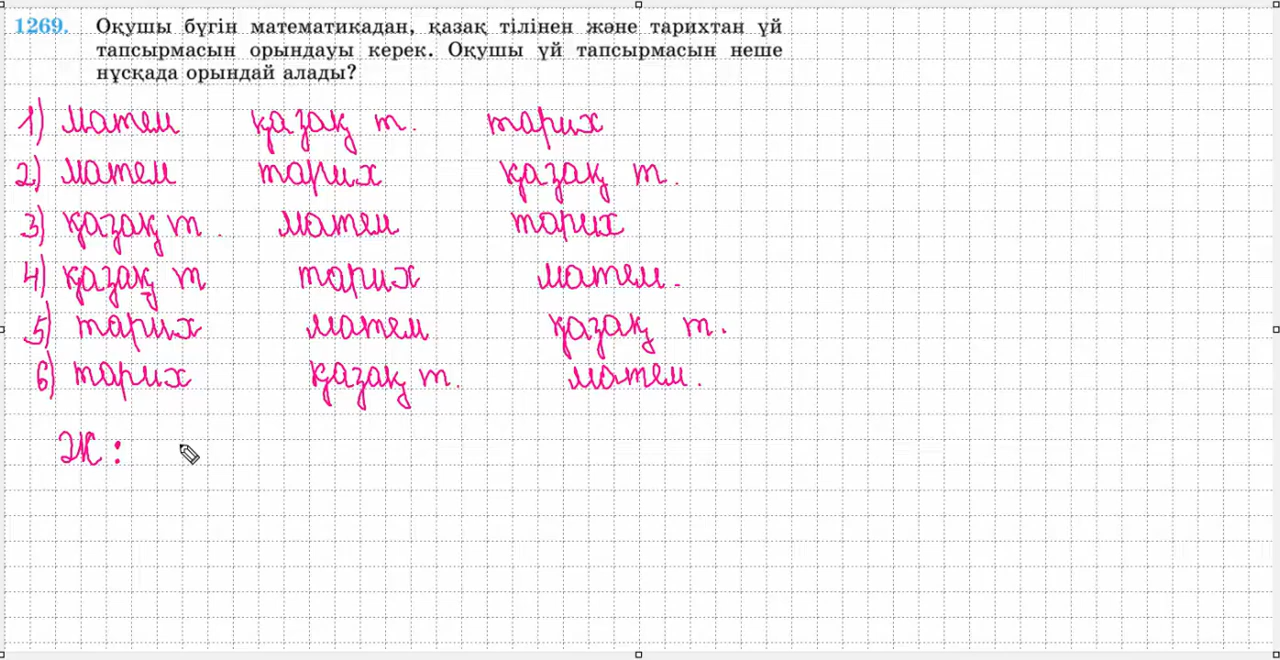 1269. Оқушы бүгін математикадан, қазақ тілінен және тарихтан үй
тапсырмасын орындауы керек. Оқушы үй тапсырмасын неше
нұсқада орындай алады?
1) матем қазақ т. тарих
2) матем тарих қазақ т.
3) қазақ т. матем тарих
4) қазақ т тарих матем.
5) тарих матем қазақ т.
6) тарих қазақ т. матем.
Ж: